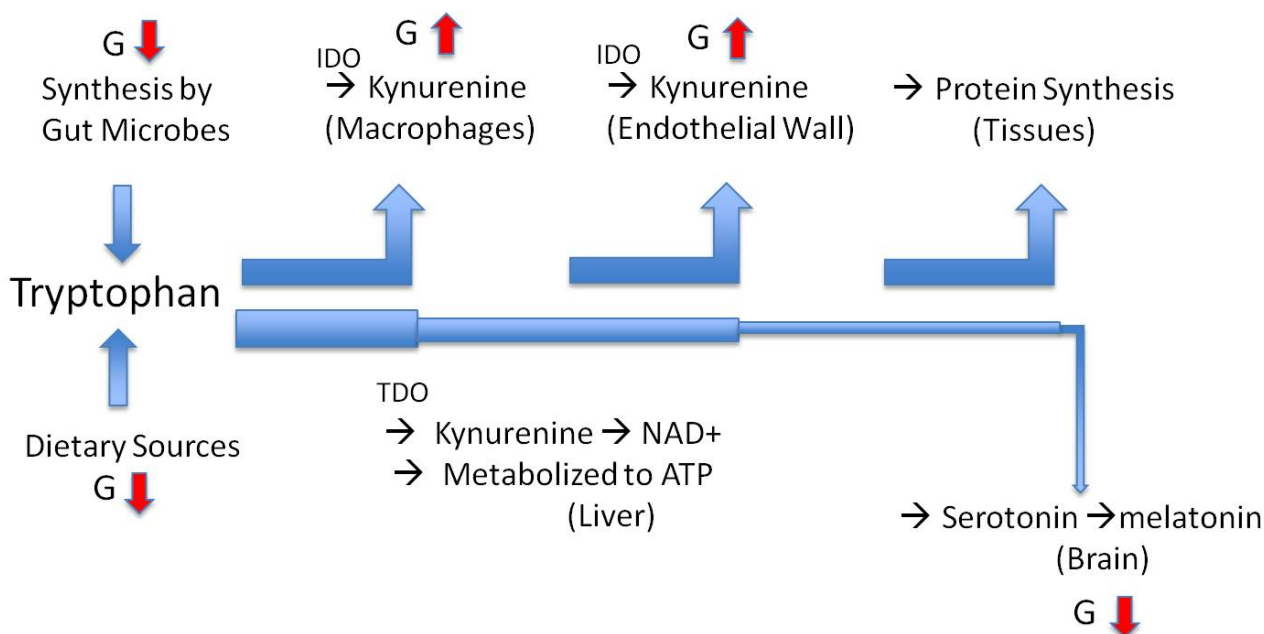 G
Synthesis by
Gut Microbes
G
IDO
→ Kynurenine
(Macrophages)
G
IDO
→ Kynurenine
(Endothelial Wall)
→ Protein Synthesis
(Tissues)
Tryptophan
Dietary Sources
G
TDO
→ Kynurenine → NAD+
→ Metabolized to ATP
(Liver)
→ Serotonin →melatonin
(Brain)
G